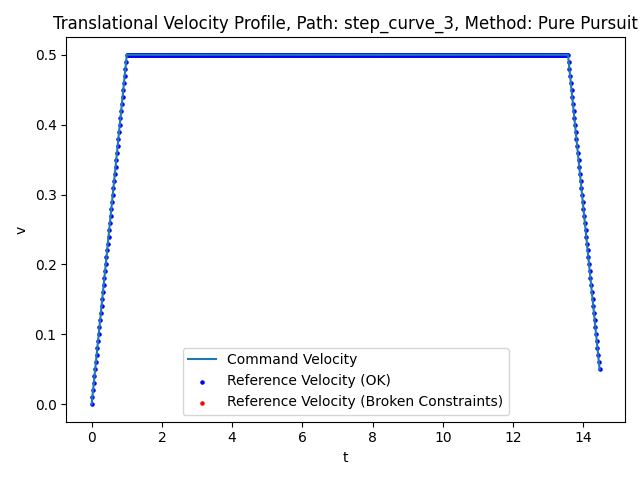 Translational Velocity Profile, Path: step_curve_3, Method: Pure Pursuit
0.5
0.4
0.3
0.2
0.1
0.0
v
Command Velocity
Reference Velocity (OK)
Reference Velocity (Broken Constraints)
0 2 4 6 8 10 12 14
t